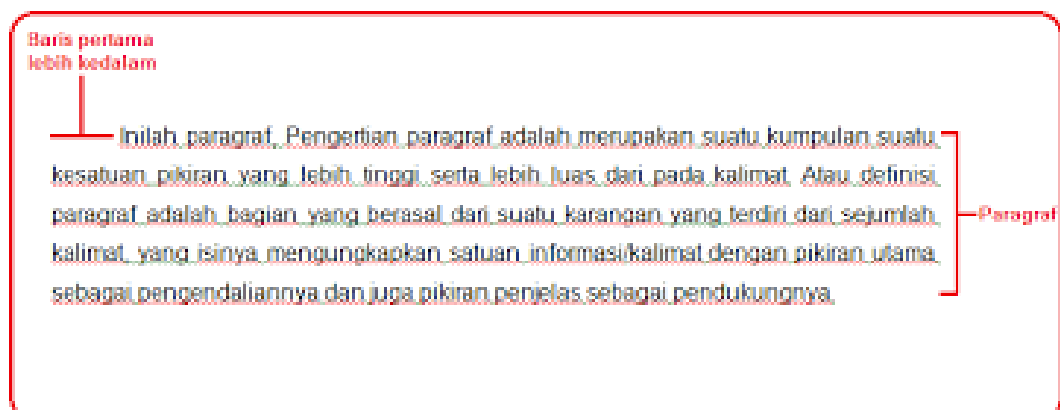 Baris pertama
lebih kedalam
Inilah paragraf, Pengertian paragraf adalah merupakan suatu kumpulan suatu
kesatuan pikiran yang lebih tinggi serta lebih luas dari pada kalimat. Atau definisi
paragraf adalah bagian yang berasal dari suatu karangan yang terdiri dari sejumlah
kalimat, yang isinya mengungkapkan satuan informasi/kalimat dengan pikiran utama
sebagai pengendaliannya dan juga pikiran penjelas sebagai pendukungnya.
Paragraf